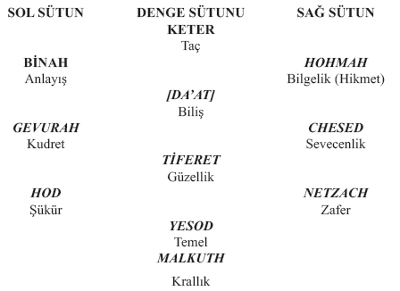 SOL SÜTUN DENGE SÜTUNU SAĞ SÜTUN
KETER
Taç
BİNAH HOHMAH
Anlayış Bilgelik (Hikmet)
[DA’AT]
Biliş
GEVURAH CHESED
Kudret Sevecenlik
TİFERET
Güzellik
HOD NETZACH
Şükür Zafer
YESOD
Temel
MALKUTH
Krallık